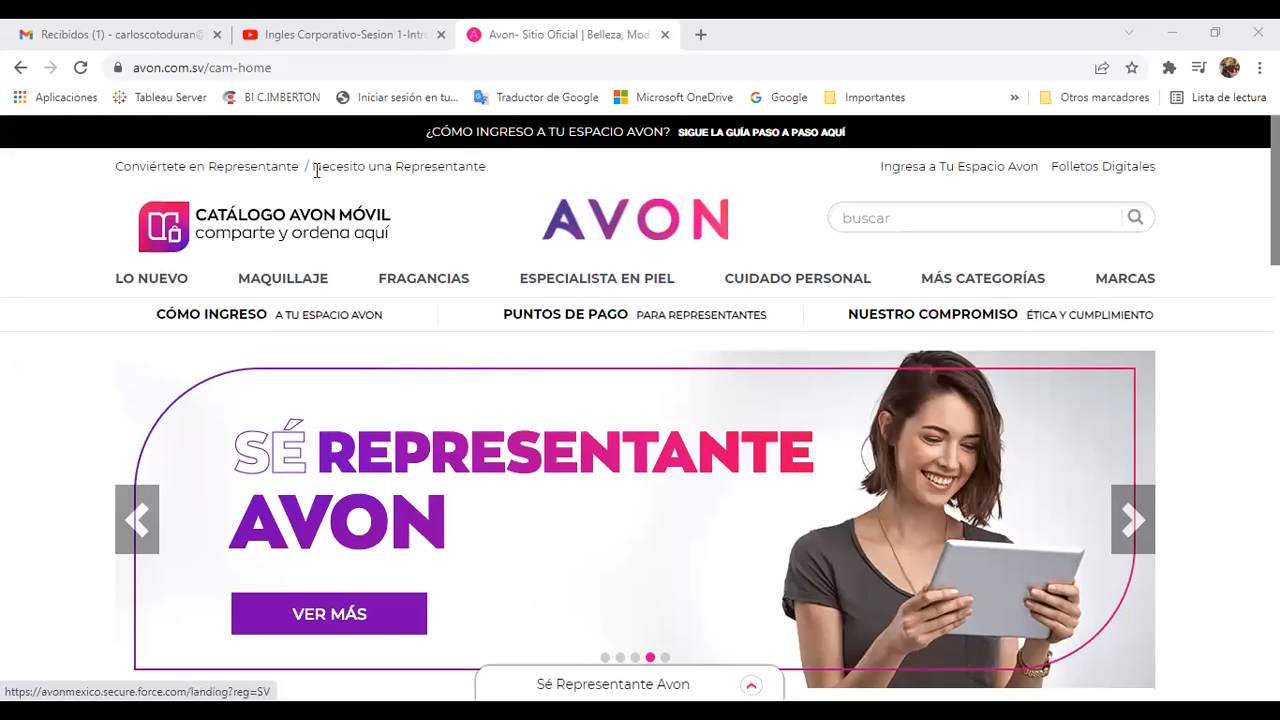 Recibidos (1) - carloscotoduran@
Ingles Corporativo-Sesion 1-Intr
Avon- Sitio Oficial | Belleza, Mod
avon.com.sv/cam-home
Aplicaciones
Tableau Server
BI C.IMBERTON
Iniciar sesión en tu...
Traductor de Google
Microsoft OneDrive
Google
Importantes
»
Otros marcadores
Lista de lectura
¿CÓMO INGRESO A TU ESPACIO AVON? SIGUE LA GUÍA PASO A PASO AQUÍ
Conviértete en Representante / Necesito una Representante
Ingresa a Tu Espacio Avon Folletos Digitales
CATÁLOGO AVON MÓVIL
comparte y ordena aquí
AVON
buscar
LO NUEVO MAQUILLAJE FRAGANCIAS ESPECIALISTA EN PIEL CUIDADO PERSONAL MÁS CATEGORÍAS MARCAS
CÓMO INGRESO A TU ESPACIO AVON
PUNTOS DE PAGO PARA REPRESENTANTES
NUESTRO COMPROMISO ÉTICA Y CUMPLIMIENTO
SÉ REPRESENTANTE
AVON
VER MÁS
Sé Representante Avon
https://avonmexico.secure.force.com/landing?reg=SV